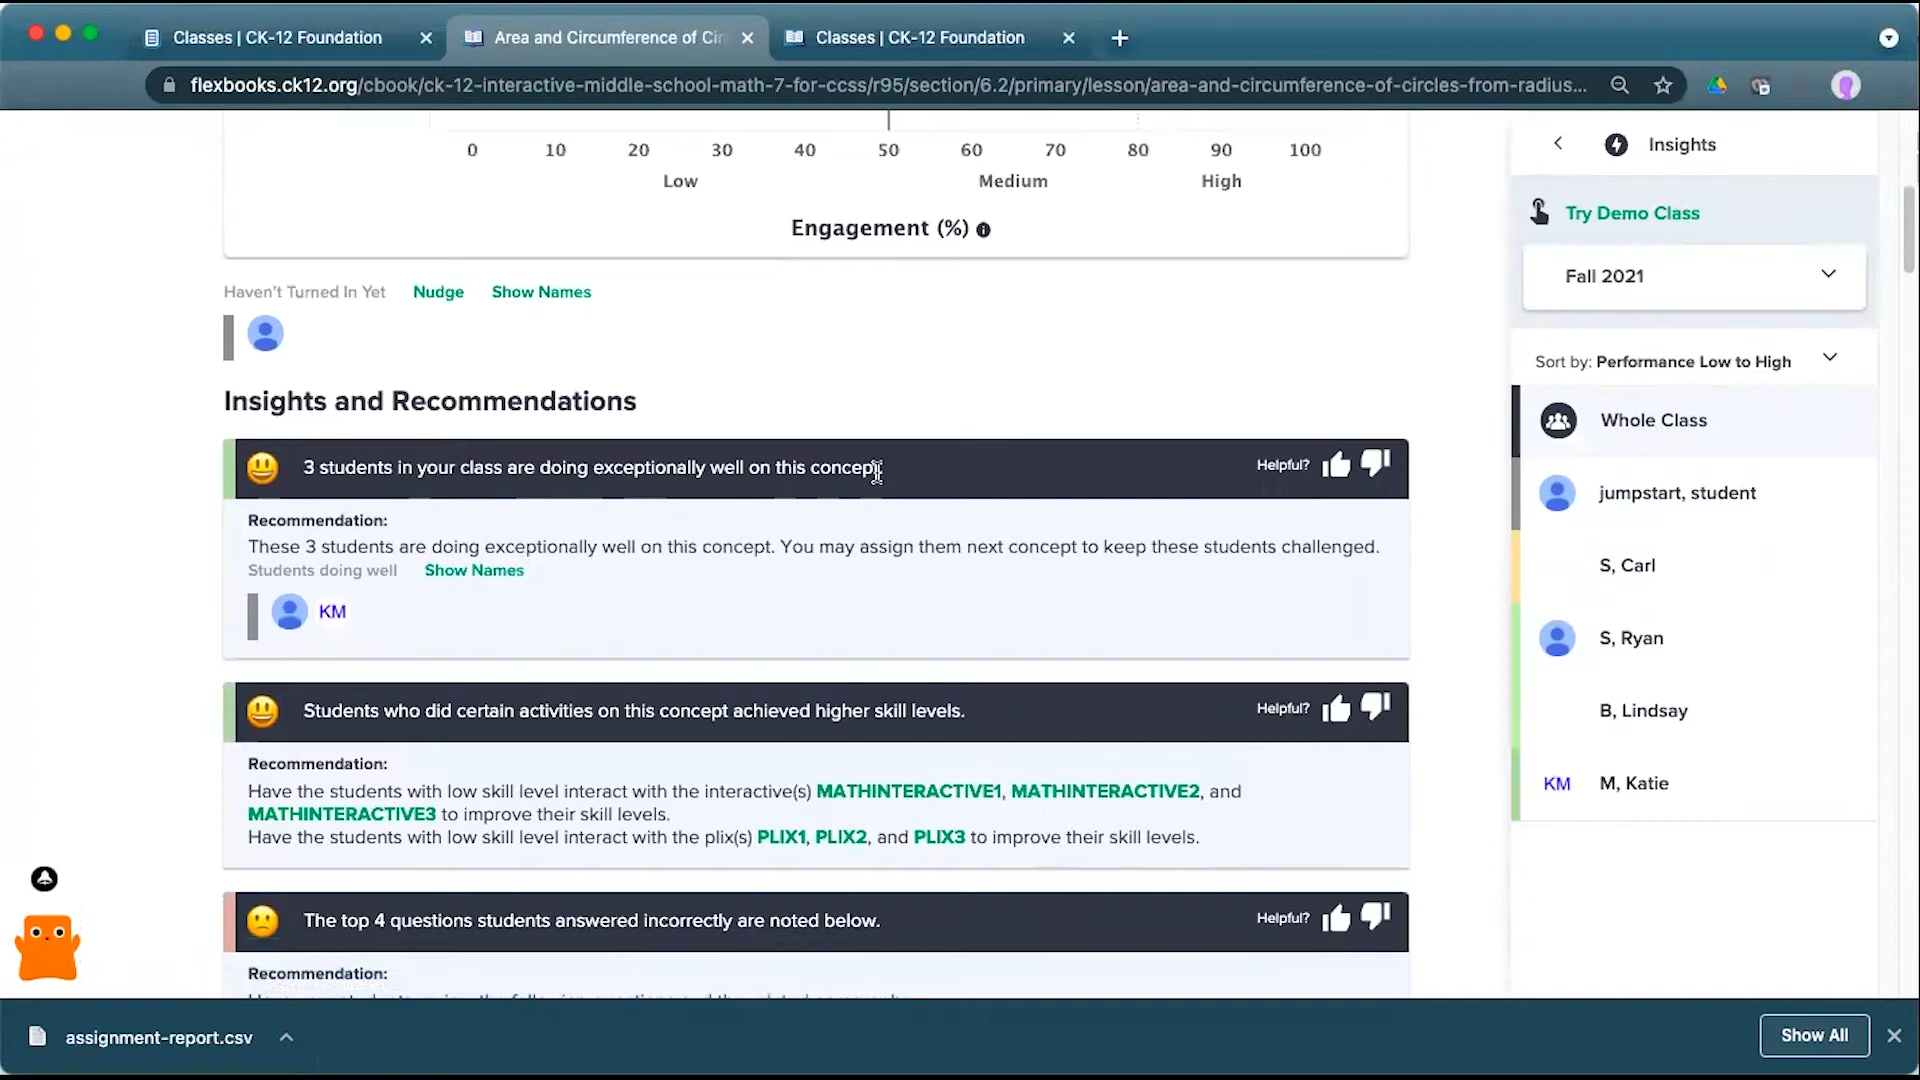 Classes | CK-12 Foundation
Area and Circumference of Cir
Classes | CK-12 Foundation
flexbooks.ck12.org/cbook/ck-12-interactive-middle-school-math-7-for-ccss/r95/section/6.2/primary/lesson/area-and-circumference-of-circles-from-radius...
0 10 20 30 40 50 60 70 80 90 100
Low Medium High
Engagement (%)
Haven't Turned In Yet Nudge Show Names
Insights and Recommendations
3 students in your class are doing exceptionally well on this concept.
Helpful?
Recommendation:
These 3 students are doing exceptionally well on this concept. You may assign them next concept to keep these students challenged.
Students doing well Show Names
KM
Students who did certain activities on this concept achieved higher skill levels.
Helpful?
Recommendation:
Have the students with low skill level interact with the interactive(s) MATHINTERACTIVE1, MATHINTERACTIVE2, and
MATHINTERACTIVE3 to improve their skill levels.
Have the students with low skill level interact with the plix(s) PLIX1, PLIX2, and PLIX3 to improve their skill levels.
The top 4 questions students answered incorrectly are noted below.
Helpful?
Recommendation:
Insights
Try Demo Class
Fall 2021
Sort by: Performance Low to High
Whole Class
jumpstart, student
S, Carl
S, Ryan
B, Lindsay
KM M, Katie
assignment-report.csv
Show All